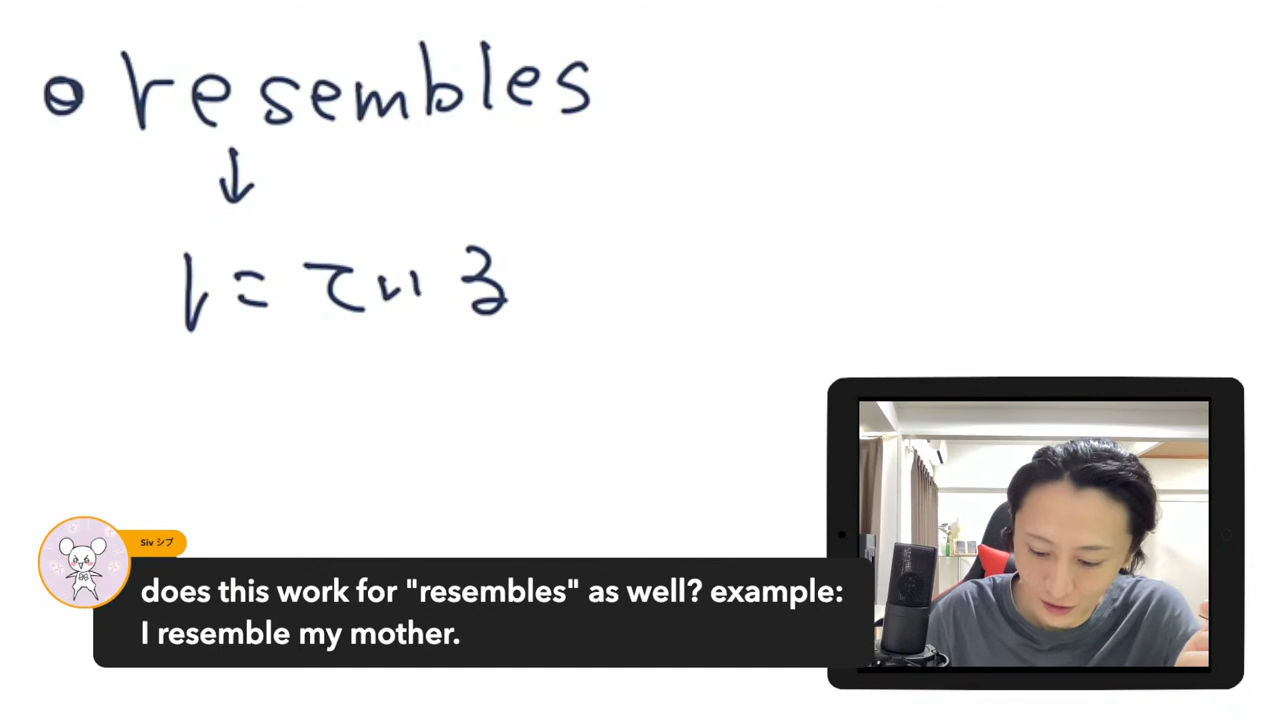 resembles
↓
にている
Siv シブ
does this work for "resembles" as well? example:
I resemble my mother.